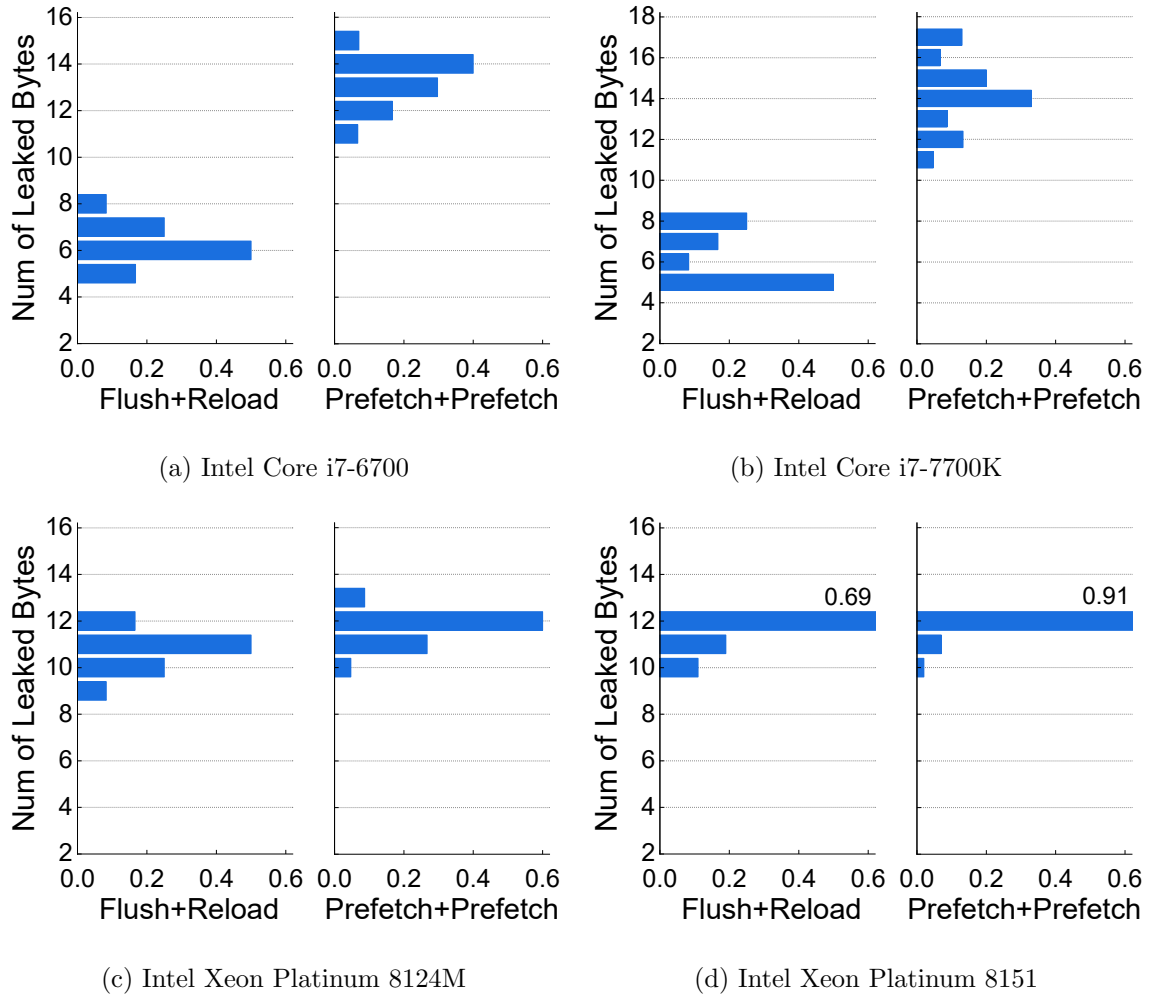 Num of Leaked Bytes
16
14
12
10
8
6
4
2
0.0 0.2 0.4 0.6
Flush+Reload
0.0 0.2 0.4 0.6
Prefetch+Prefetch
(a) Intel Core i7-6700
Num of Leaked Bytes
18
16
14
12
10
8
6
4
2
0.0 0.2 0.4 0.6
Flush+Reload
0.0 0.2 0.4 0.6
Prefetch+Prefetch
(b) Intel Core i7-7700K
Num of Leaked Bytes
16
14
12
10
8
6
4
2
0.0 0.2 0.4 0.6
Flush+Reload
0.0 0.2 0.4 0.6
Prefetch+Prefetch
(c) Intel Xeon Platinum 8124M
Num of Leaked Bytes
16
14
12
10
8
6
4
2
0.69
0.91
0.0 0.2 0.4 0.6
Flush+Reload
0.0 0.2 0.4 0.6
Prefetch+Prefetch
(d) Intel Xeon Platinum 8151